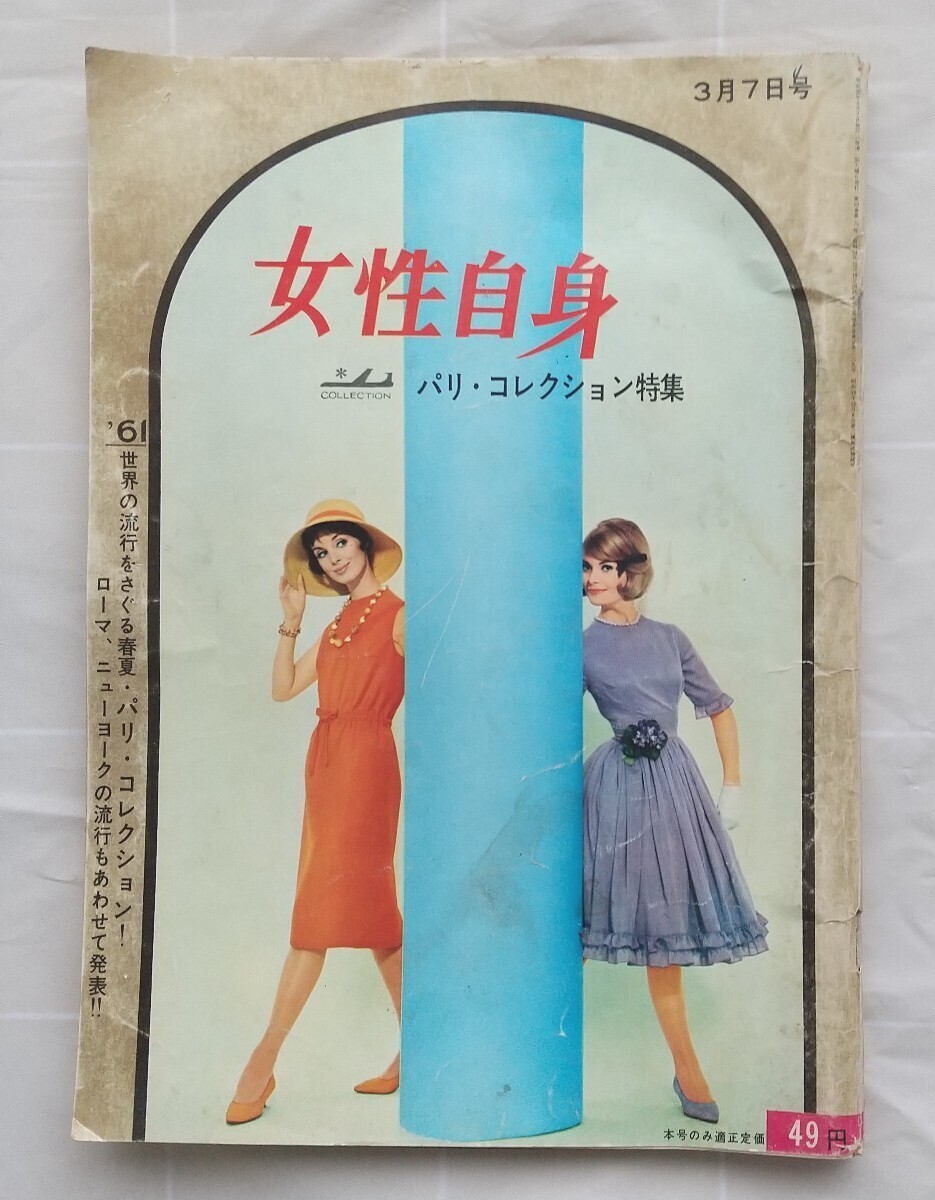 3月7日号
女性自身
*
COLLECTION
パリ・コレクション特集
'61
世界の流行をさぐる春夏・パリ・コレクション!
ローマ、ニューヨークの流行もあわせて発表!!
本号のみ適正定価 49円